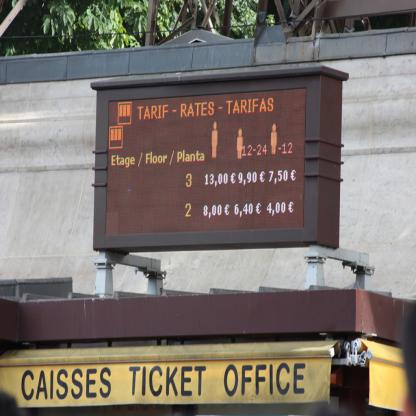 TARIF - RATES - TARIFAS
12-24 -12
Etage / Floor / Planta
3 13,00 € 9,90 € 7,50 €
2 8,00 € 6,40 € 4,00 €
CAISSES TICKET OFFICE